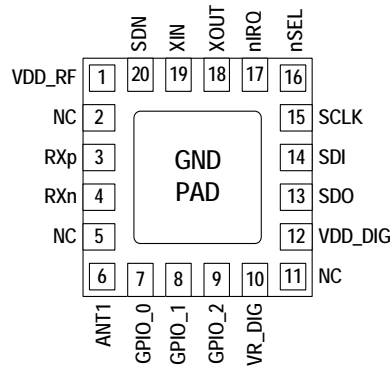 SDN XIN XOUT nIRQ nSEL
20 19 18 17 16
VDD_RF 1
NC 2 15 SCLK
RXp 3 GND 14 SDI
RXn 4 PAD 13 SDO
NC 5 12 VDD_DIG
6 7 8 9 10 11 NC
ANT1 GPIO_0 GPIO_1 GPIO_2 VR_DIG